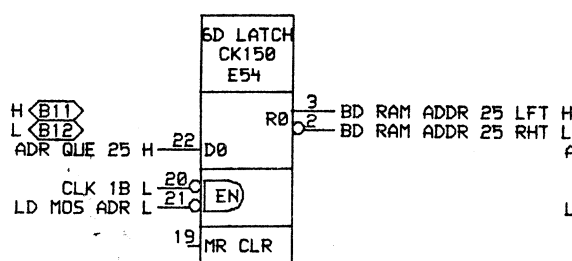 6D LATCH
CK150
E54
H B11
L B12
ADR QUE 25 H 22 D0
R0 3 BD RAM ADDR 25 LFT H
2 BD RAM ADDR 25 RHT L
CLK 1B L 20
EN
LD MOS ADR L 21
19 MR CLR
A
L